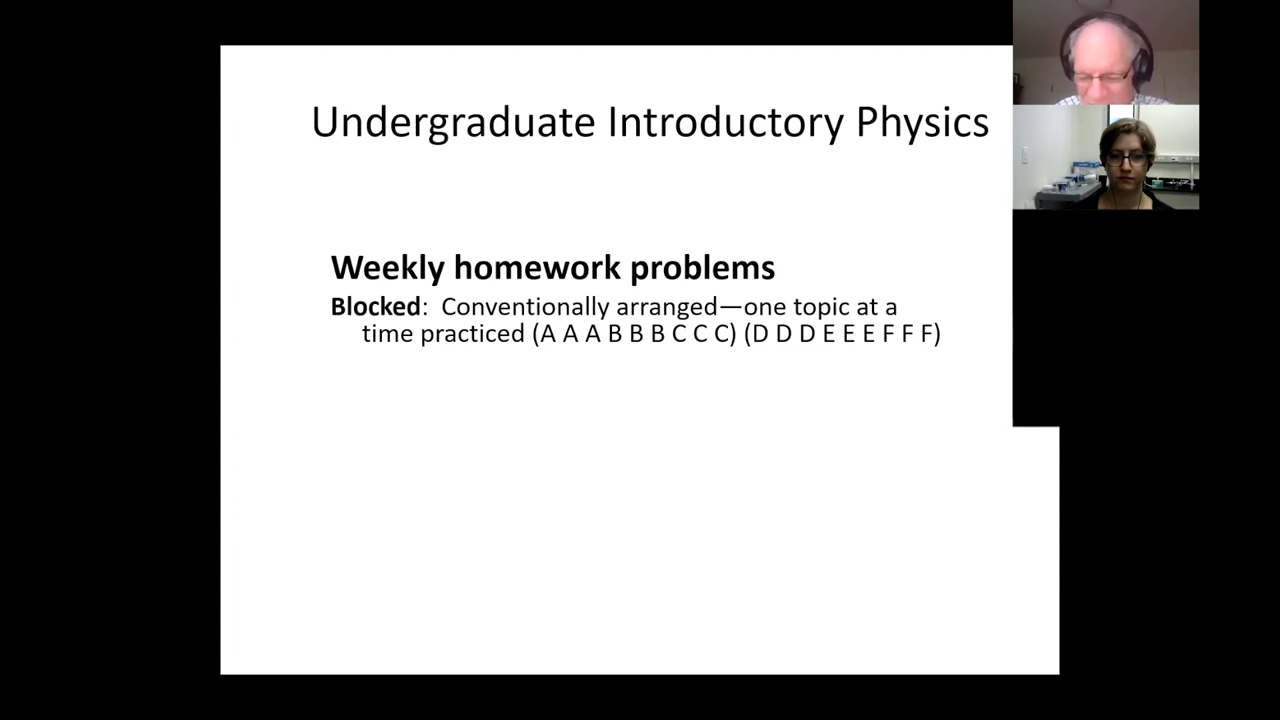 Undergraduate Introductory Physics
Weekly homework problems
Blocked:  Conventionally arranged—one topic at a
time practiced (A A A B B B C C C) (D D D E E E F F F)